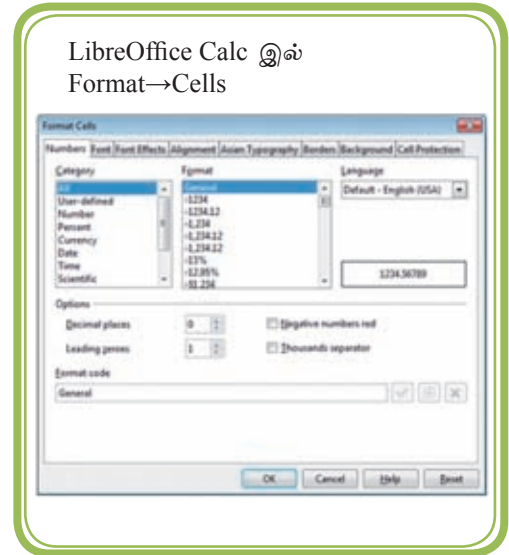 LibreOffice Calc இல்
Format→Cells
Format Cells
Numbers Font Font Effects Alignment Asian Typography Borders Background Cell Protection
Category Format Language
All General Default - English (USA)
User-defined -1234
Number -1234.12
Percent -1,234
Currency -1,234.12
Date -1,234.12
Time -13%
Scientific -12.95%
1234.56789
Options
Decimal places 0 Negative numbers red
Leading zeroes 1 Thousands separator
Format code
General
OK Cancel Help Reset